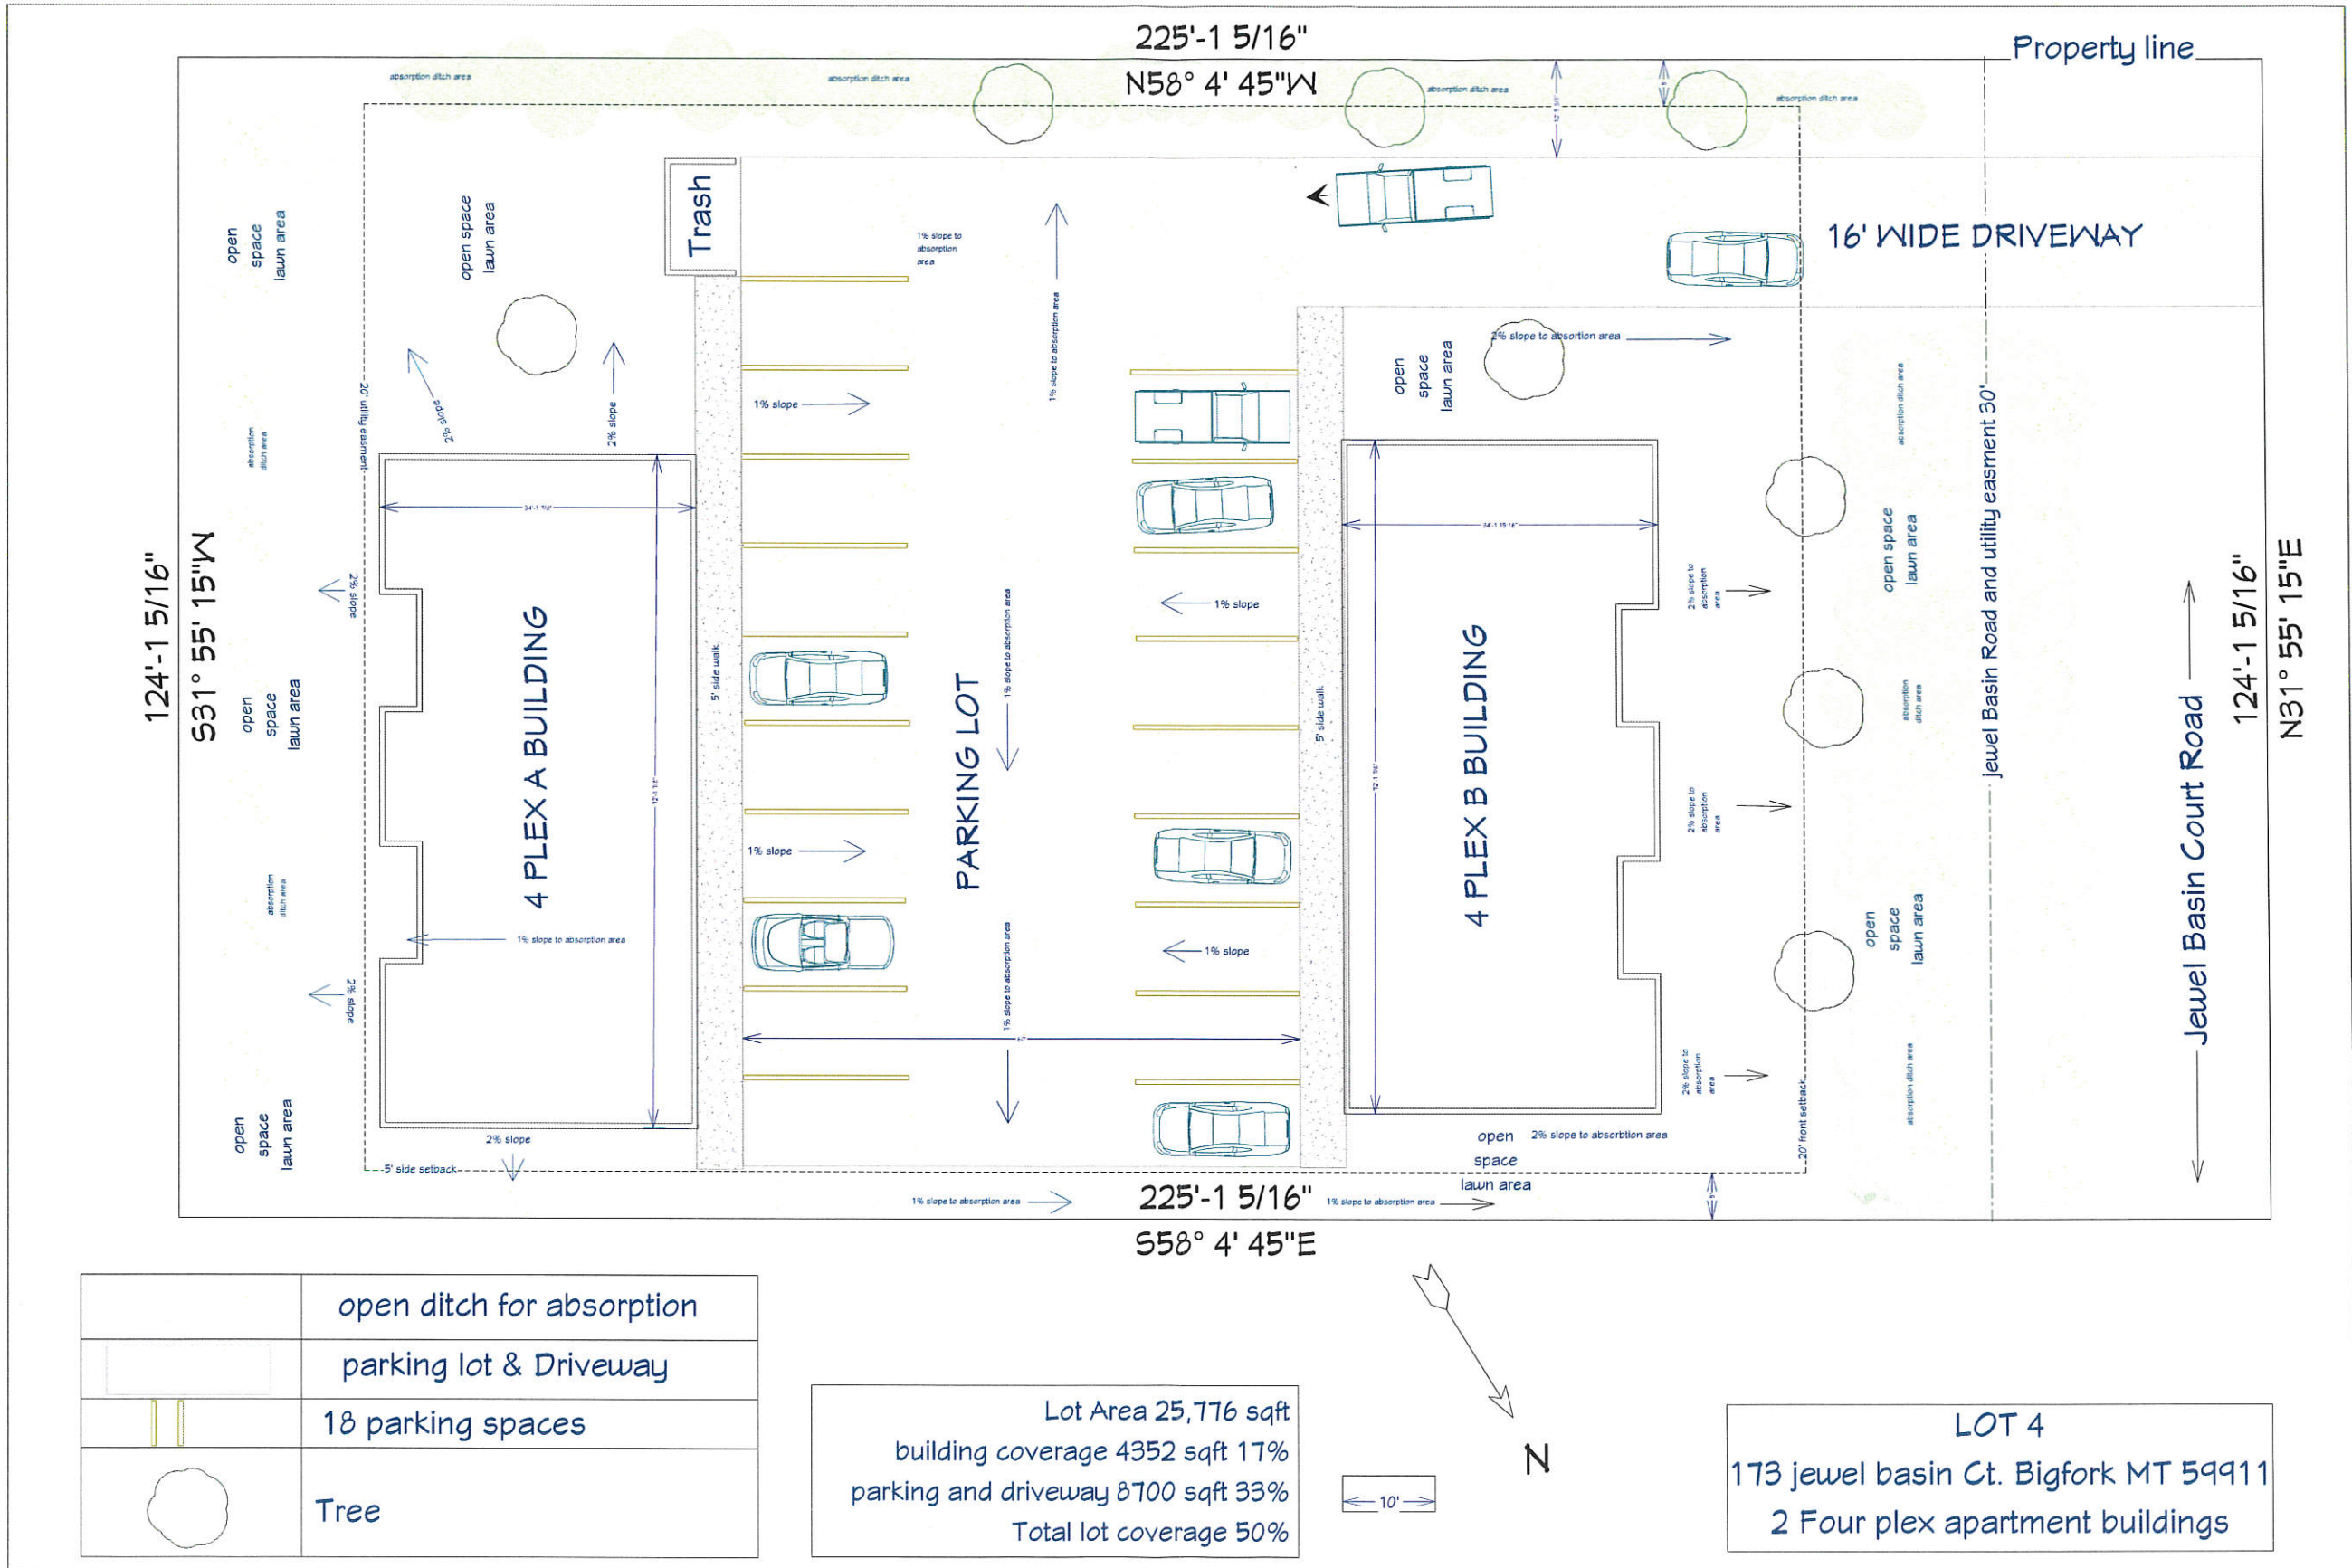 225'-1 5/16"
N58° 4' 45"W
Property line
absorption ditch area
absorption ditch area
absorption ditch area
absorption ditch area
Trash
16' WIDE DRIVEWAY
open
space
lawn area
open space
lawn area
1% slope to
absorption
area
1% slope to absorption area
2% slope to absortion area
open
space
lawn area
absorption ditch area
20' utility easment
2% slope
2% slope
1% slope
absorption
ditch area
jewel Basin Road and utility easment 30'
124'-1 5/16"
S31° 55' 15"W
2% slope
4 PLEX A BUILDING
5' side walk
1% slope to absorption area
PARKING LOT
1% slope
5' side walk
4 PLEX B BUILDING
2% slope to
absorption
area
open space
lawn area
124'-1 5/16"
N31° 55' 15"E
Jewel Basin Court Road
open
space
lawn area
absorption
ditch area
2% slope to
absorption
area
1% slope
absorption
ditch area
1% slope to absorption area
1% slope to absorption area
1% slope
open
space
lawn area
2% slope
60'
2% slope to
absorption
area
absorption ditch area
20' front setback
open
space
lawn area
2% slope
5' side setback
open
space
lawn area
2% slope to absorbtion area
1% slope to absorption area
225'-1 5/16"
1% slope to absorption area
5'
S58° 4' 45"E
open ditch for absorption
parking lot & Driveway
18 parking spaces
Tree
Lot Area 25,776 sqft
building coverage 4352 sqft 17%
parking and driveway 8700 sqft 33%
Total lot coverage 50%
10'
N
LOT 4
173 jewel basin Ct. Bigfork MT 59911
2 Four plex apartment buildings